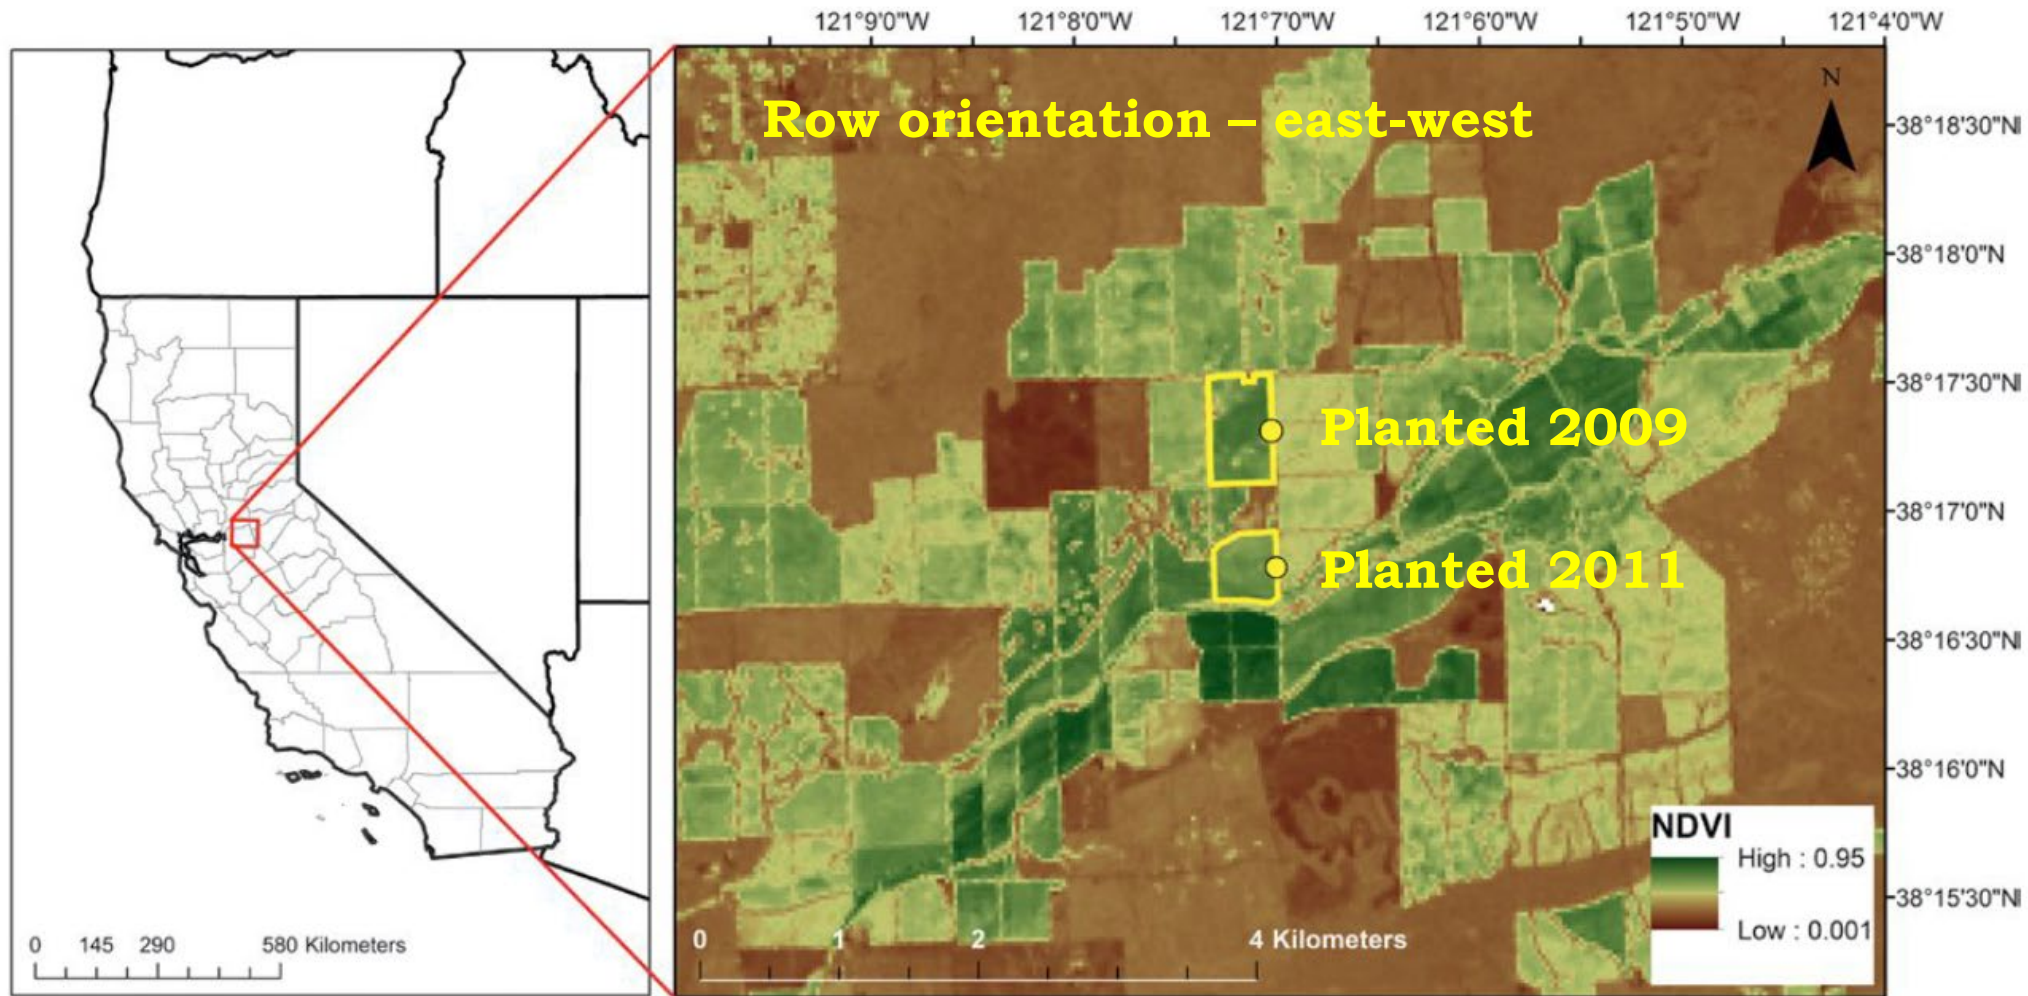 121°9'0"W 121°8'0"W 121°7'0"W 121°6'0"W 121°5'0"W 121°4'0"W
N
Row orientation – east-west
38°18'30"N
38°18'0"N
38°17'30"N
Planted 2009
38°17'0"N
Planted 2011
38°16'30"N
38°16'0"N
NDVI
High : 0.95
38°15'30"N
Low : 0.001
0 145 290 580 Kilometers
0 1 2 4 Kilometers